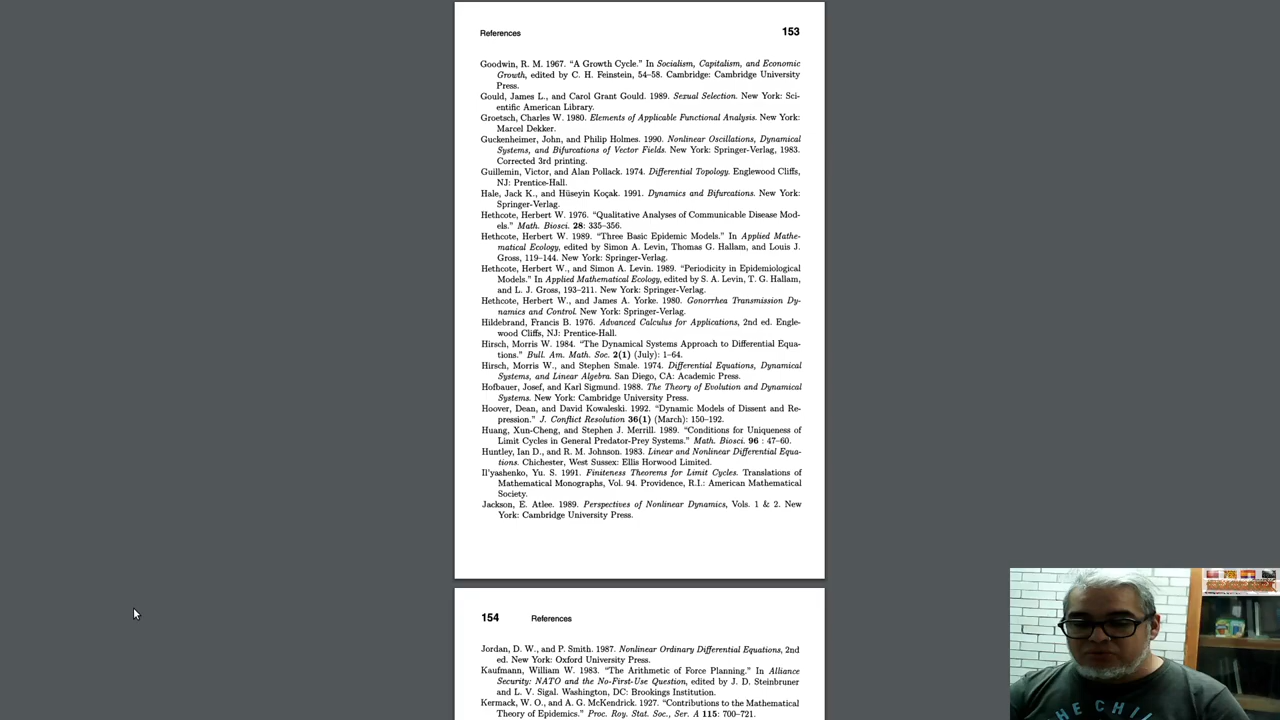 References 153
Goodwin, R. M. 1967. “A Growth Cycle.” In Socialism, Capitalism, and Economic
Growth, edited by C. H. Feinstein, 54–58. Cambridge: Cambridge University
Press.
Gould, James L., and Carol Grant Gould. 1989. Sexual Selection. New York: Sci-
entific American Library.
Groetsch, Charles W. 1980. Elements of Applicable Functional Analysis. New York:
Marcel Dekker.
Guckenheimer, John, and Philip Holmes. 1990. Nonlinear Oscillations, Dynamical
Systems, and Bifurcations of Vector Fields. New York: Springer-Verlag, 1983.
Corrected 3rd printing.
Guillemin, Victor, and Alan Pollack. 1974. Differential Topology. Englewood Cliffs,
NJ: Prentice-Hall.
Hale, Jack K., and Hüseyin Koçak. 1991. Dynamics and Bifurcations. New York:
Springer-Verlag.
Hethcote, Herbert W. 1976. “Qualitative Analyses of Communicable Disease Mod-
els.” Math. Biosci. 28: 335–356.
Hethcote, Herbert W. 1989. “Three Basic Epidemic Models.” In Applied Mathe-
matical Ecology, edited by Simon A. Levin, Thomas G. Hallam, and Louis J.
Gross, 119–144. New York: Springer-Verlag.
Hethcote, Herbert W., and Simon A. Levin. 1989. “Periodicity in Epidemiological
Models.” In Applied Mathematical Ecology, edited by S. A. Levin, T. G. Hallam,
and L. J. Gross, 193–211. New York: Springer-Verlag.
Hethcote, Herbert W., and James A. Yorke. 1980. Gonorrhea Transmission Dy-
namics and Control. New York: Springer-Verlag.
Hildebrand, Francis B. 1976. Advanced Calculus for Applications, 2nd ed. Engle-
wood Cliffs, NJ: Prentice-Hall.
Hirsch, Morris W. 1984. “The Dynamical Systems Approach to Differential Equa-
tions.” Bull. Am. Math. Soc. 2(1) (July): 1–64.
Hirsch, Morris W., and Stephen Smale. 1974. Differential Equations, Dynamical
Systems, and Linear Algebra. San Diego, CA: Academic Press.
Hofbauer, Josef, and Karl Sigmund. 1988. The Theory of Evolution and Dynamical
Systems. New York: Cambridge University Press.
Hoover, Dean, and David Kowaleski. 1992. “Dynamic Models of Dissent and Re-
pression.” J. Conflict Resolution 36(1) (March): 150–192.
Huang, Xun-Cheng, and Stephen J. Merrill. 1989. “Conditions for Uniqueness of
Limit Cycles in General Predator-Prey Systems.” Math. Biosci. 96 : 47–60.
Huntley, Ian D., and R. M. Johnson. 1983. Linear and Nonlinear Differential Equa-
tions. Chichester, West Sussex: Ellis Horwood Limited.
Il'yashenko, Yu. S. 1991. Finiteness Theorems for Limit Cycles. Translations of
Mathematical Monographs, Vol. 94. Providence, R.I.: American Mathematical
Society.
Jackson, E. Atlee. 1989. Perspectives of Nonlinear Dynamics, Vols. 1 & 2. New
York: Cambridge University Press.
154 References
Jordan, D. W., and P. Smith. 1987. Nonlinear Ordinary Differential Equations, 2nd
ed. New York: Oxford University Press.
Kaufmann, William W. 1983. “The Arithmetic of Force Planning.” In Alliance
Security: NATO and the No-First-Use Question, edited by J. D. Steinbruner
and L. V. Sigal. Washington, DC: Brookings Institution.
Kermack, W. O., and A. G. McKendrick. 1927. “Contributions to the Mathematical
Theory of Epidemics.” Proc. Roy. Stat. Soc., Ser. A 115: 700–721.
THE CHIL